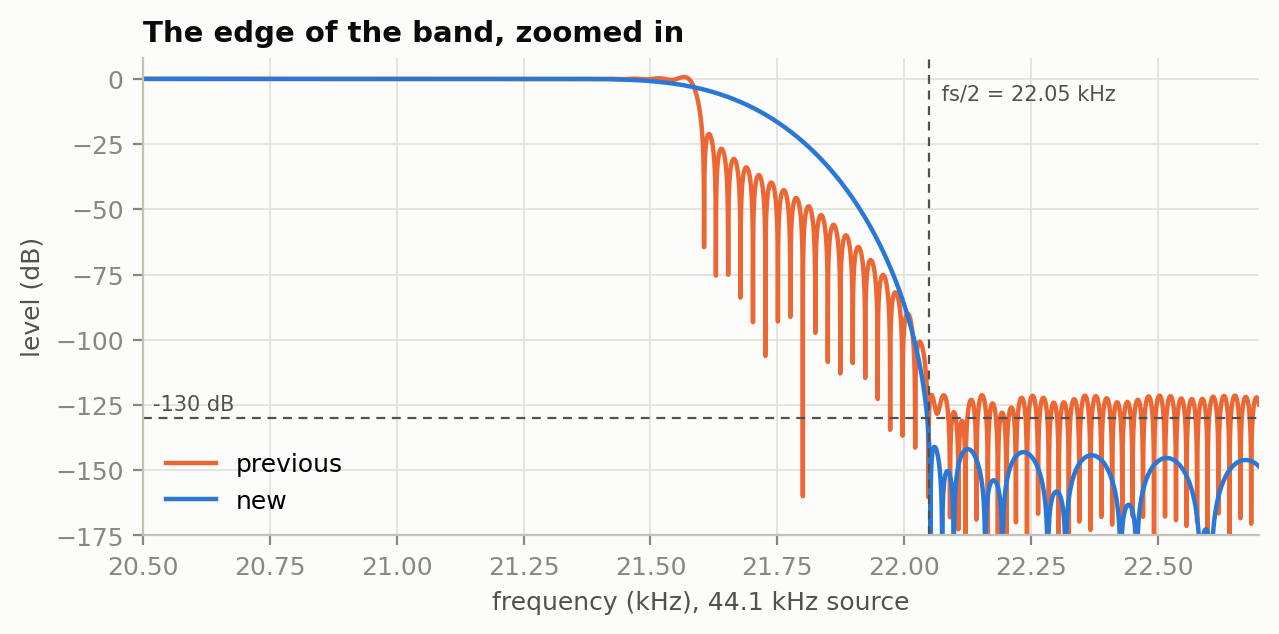 The edge of the band, zoomed in
fs/2 = 22.05 kHz
level (dB)
0
−25
−50
−75
−100
−125
−150
−175
-130 dB
previous
new
20.50 20.75 21.00 21.25 21.50 21.75 22.00 22.25 22.50
frequency (kHz), 44.1 kHz source